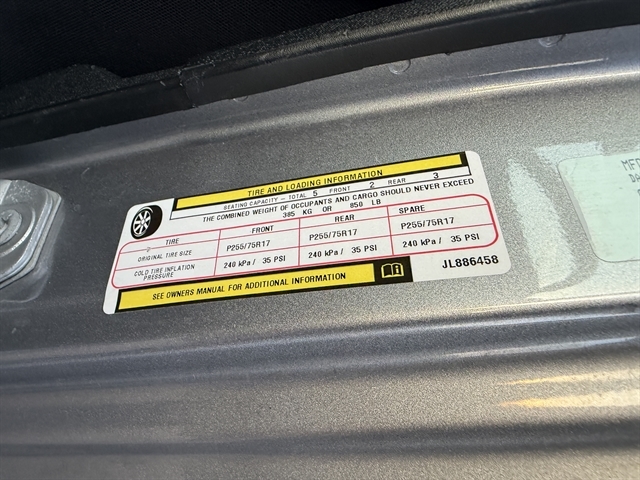 TIRE AND LOADING INFORMATION
SEATING CAPACITY – TOTAL 5 FRONT 2 REAR 3
THE COMBINED WEIGHT OF OCCUPANTS AND CARGO SHOULD NEVER EXCEED
385 KG OR 850 LB
TIRE FRONT REAR SPARE
ORIGINAL TIRE SIZE P255/75R17 P255/75R17 P255/75R17
COLD TIRE INFLATION PRESSURE 240 kPa / 35 PSI 240 kPa / 35 PSI 240 kPa / 35 PSI
SEE OWNERS MANUAL FOR ADDITIONAL INFORMATION
JL886458